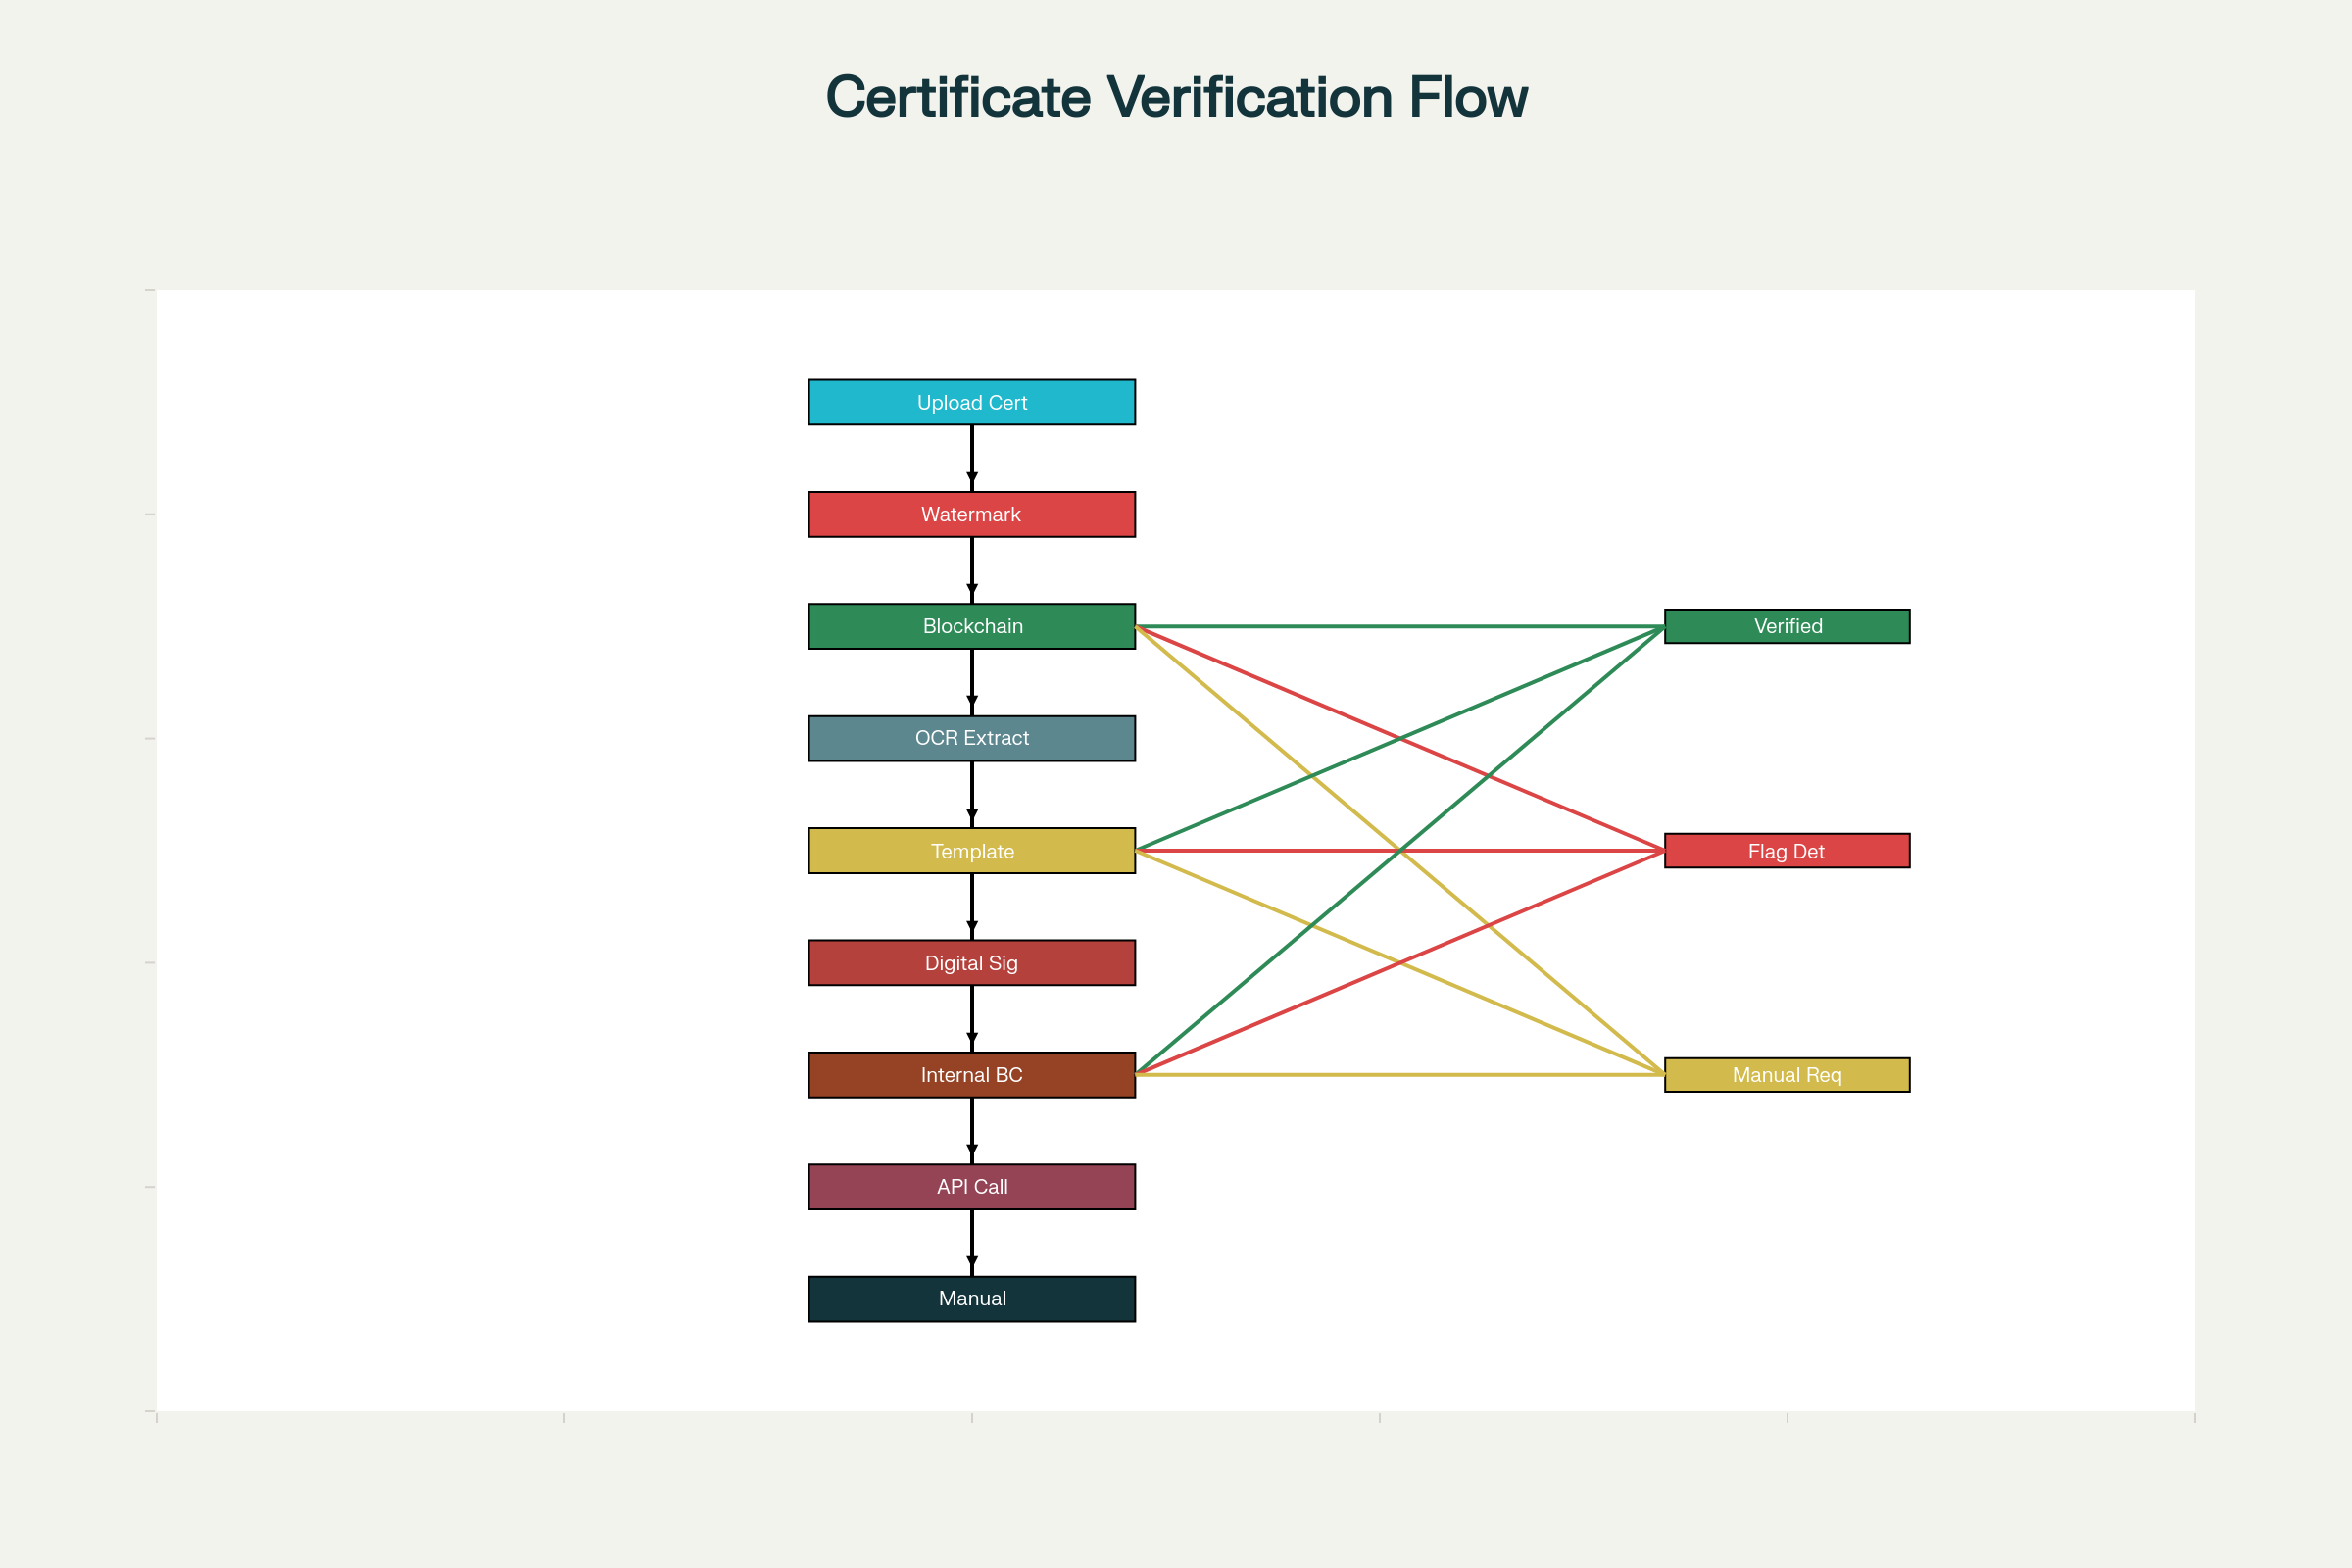 Certificate Verification Flow
Upload Cert
Watermark
Blockchain
Verified
OCR Extract
Template
Flag Det
Digital Sig
Internal BC
Manual Req
API Call
Manual